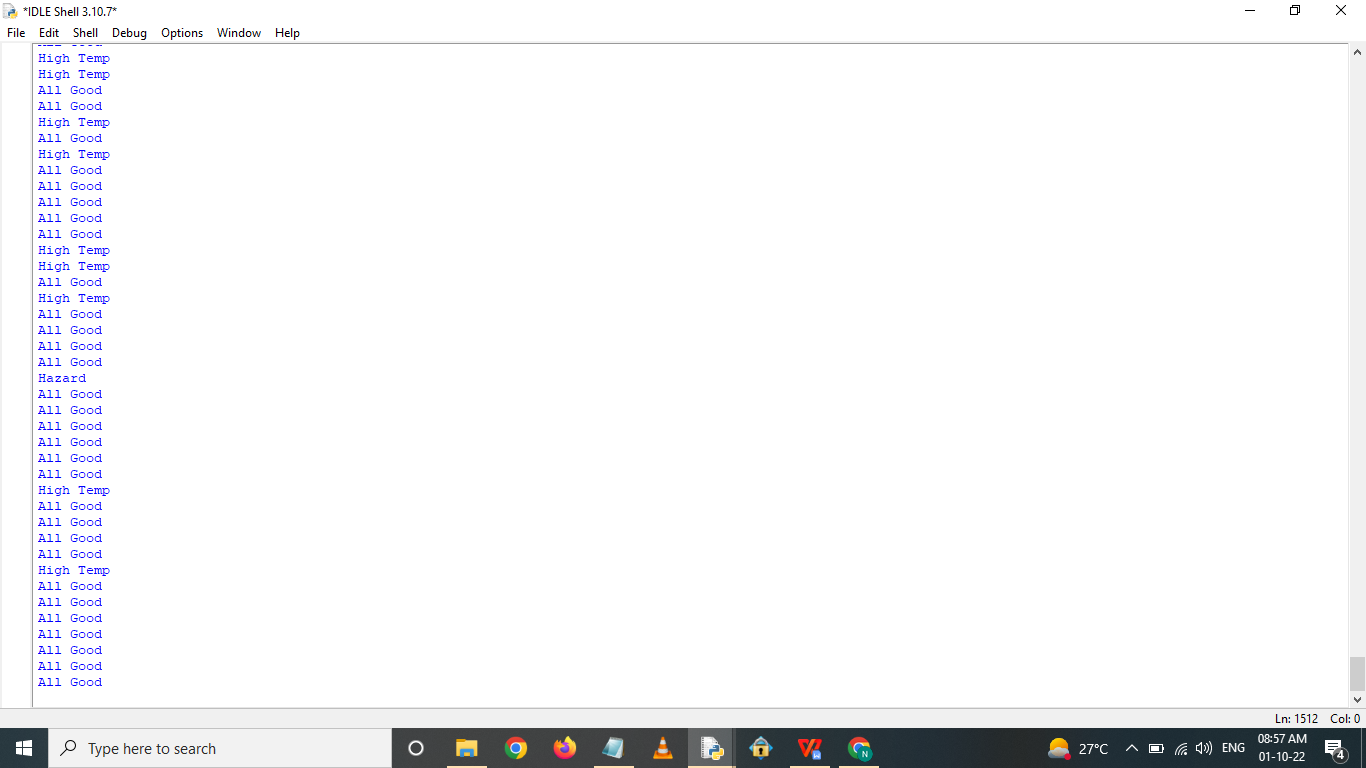 *IDLE Shell 3.10.7*
File Edit Shell Debug Options Window Help
All Good
High Temp
High Temp
All Good
All Good
High Temp
All Good
High Temp
All Good
All Good
All Good
All Good
All Good
High Temp
High Temp
All Good
High Temp
All Good
All Good
All Good
All Good
Hazard
All Good
All Good
All Good
All Good
All Good
All Good
High Temp
All Good
All Good
All Good
All Good
High Temp
All Good
All Good
All Good
All Good
All Good
All Good
All Good
Ln: 1512 Col: 0
Type here to search
N
27°C
ENG
08:57 AM
01-10-22
4